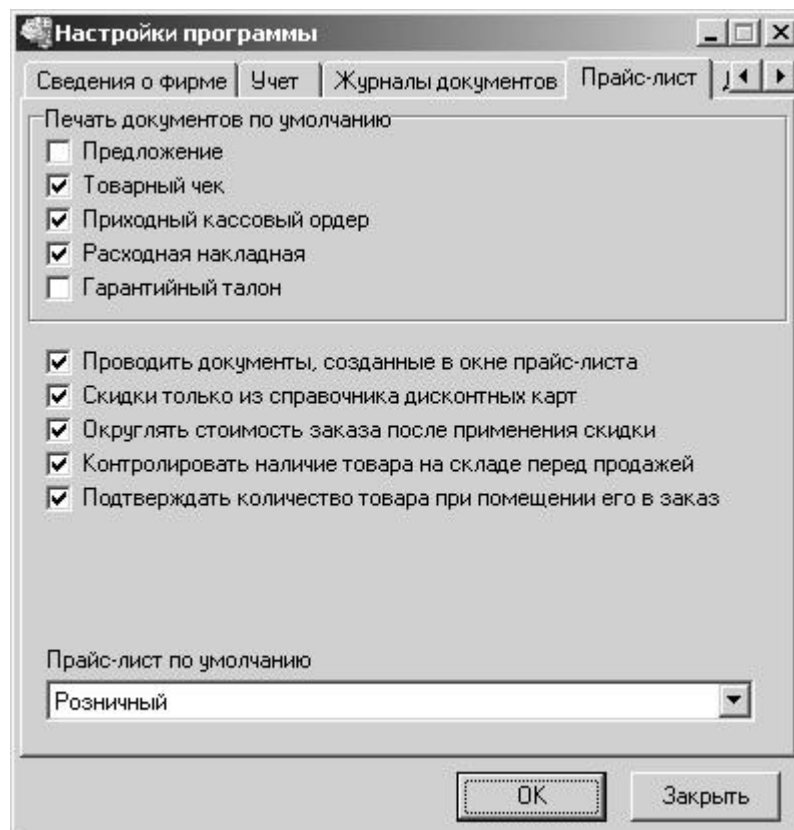 Настройки программы
Сведения о фирме Учет Журналы документов Прайс-лист
Печать документов по умолчанию
Предложение
Товарный чек
Приходный кассовый ордер
Расходная накладная
Гарантийный талон
Проводить документы, созданные в окне прайс-листа
Скидки только из справочника дисконтных карт
Округлять стоимость заказа после применения скидки
Контролировать наличие товара на складе перед продажей
Подтверждать количество товара при помещении его в заказ
Прайс-лист по умолчанию
Розничный
OK Закрыть